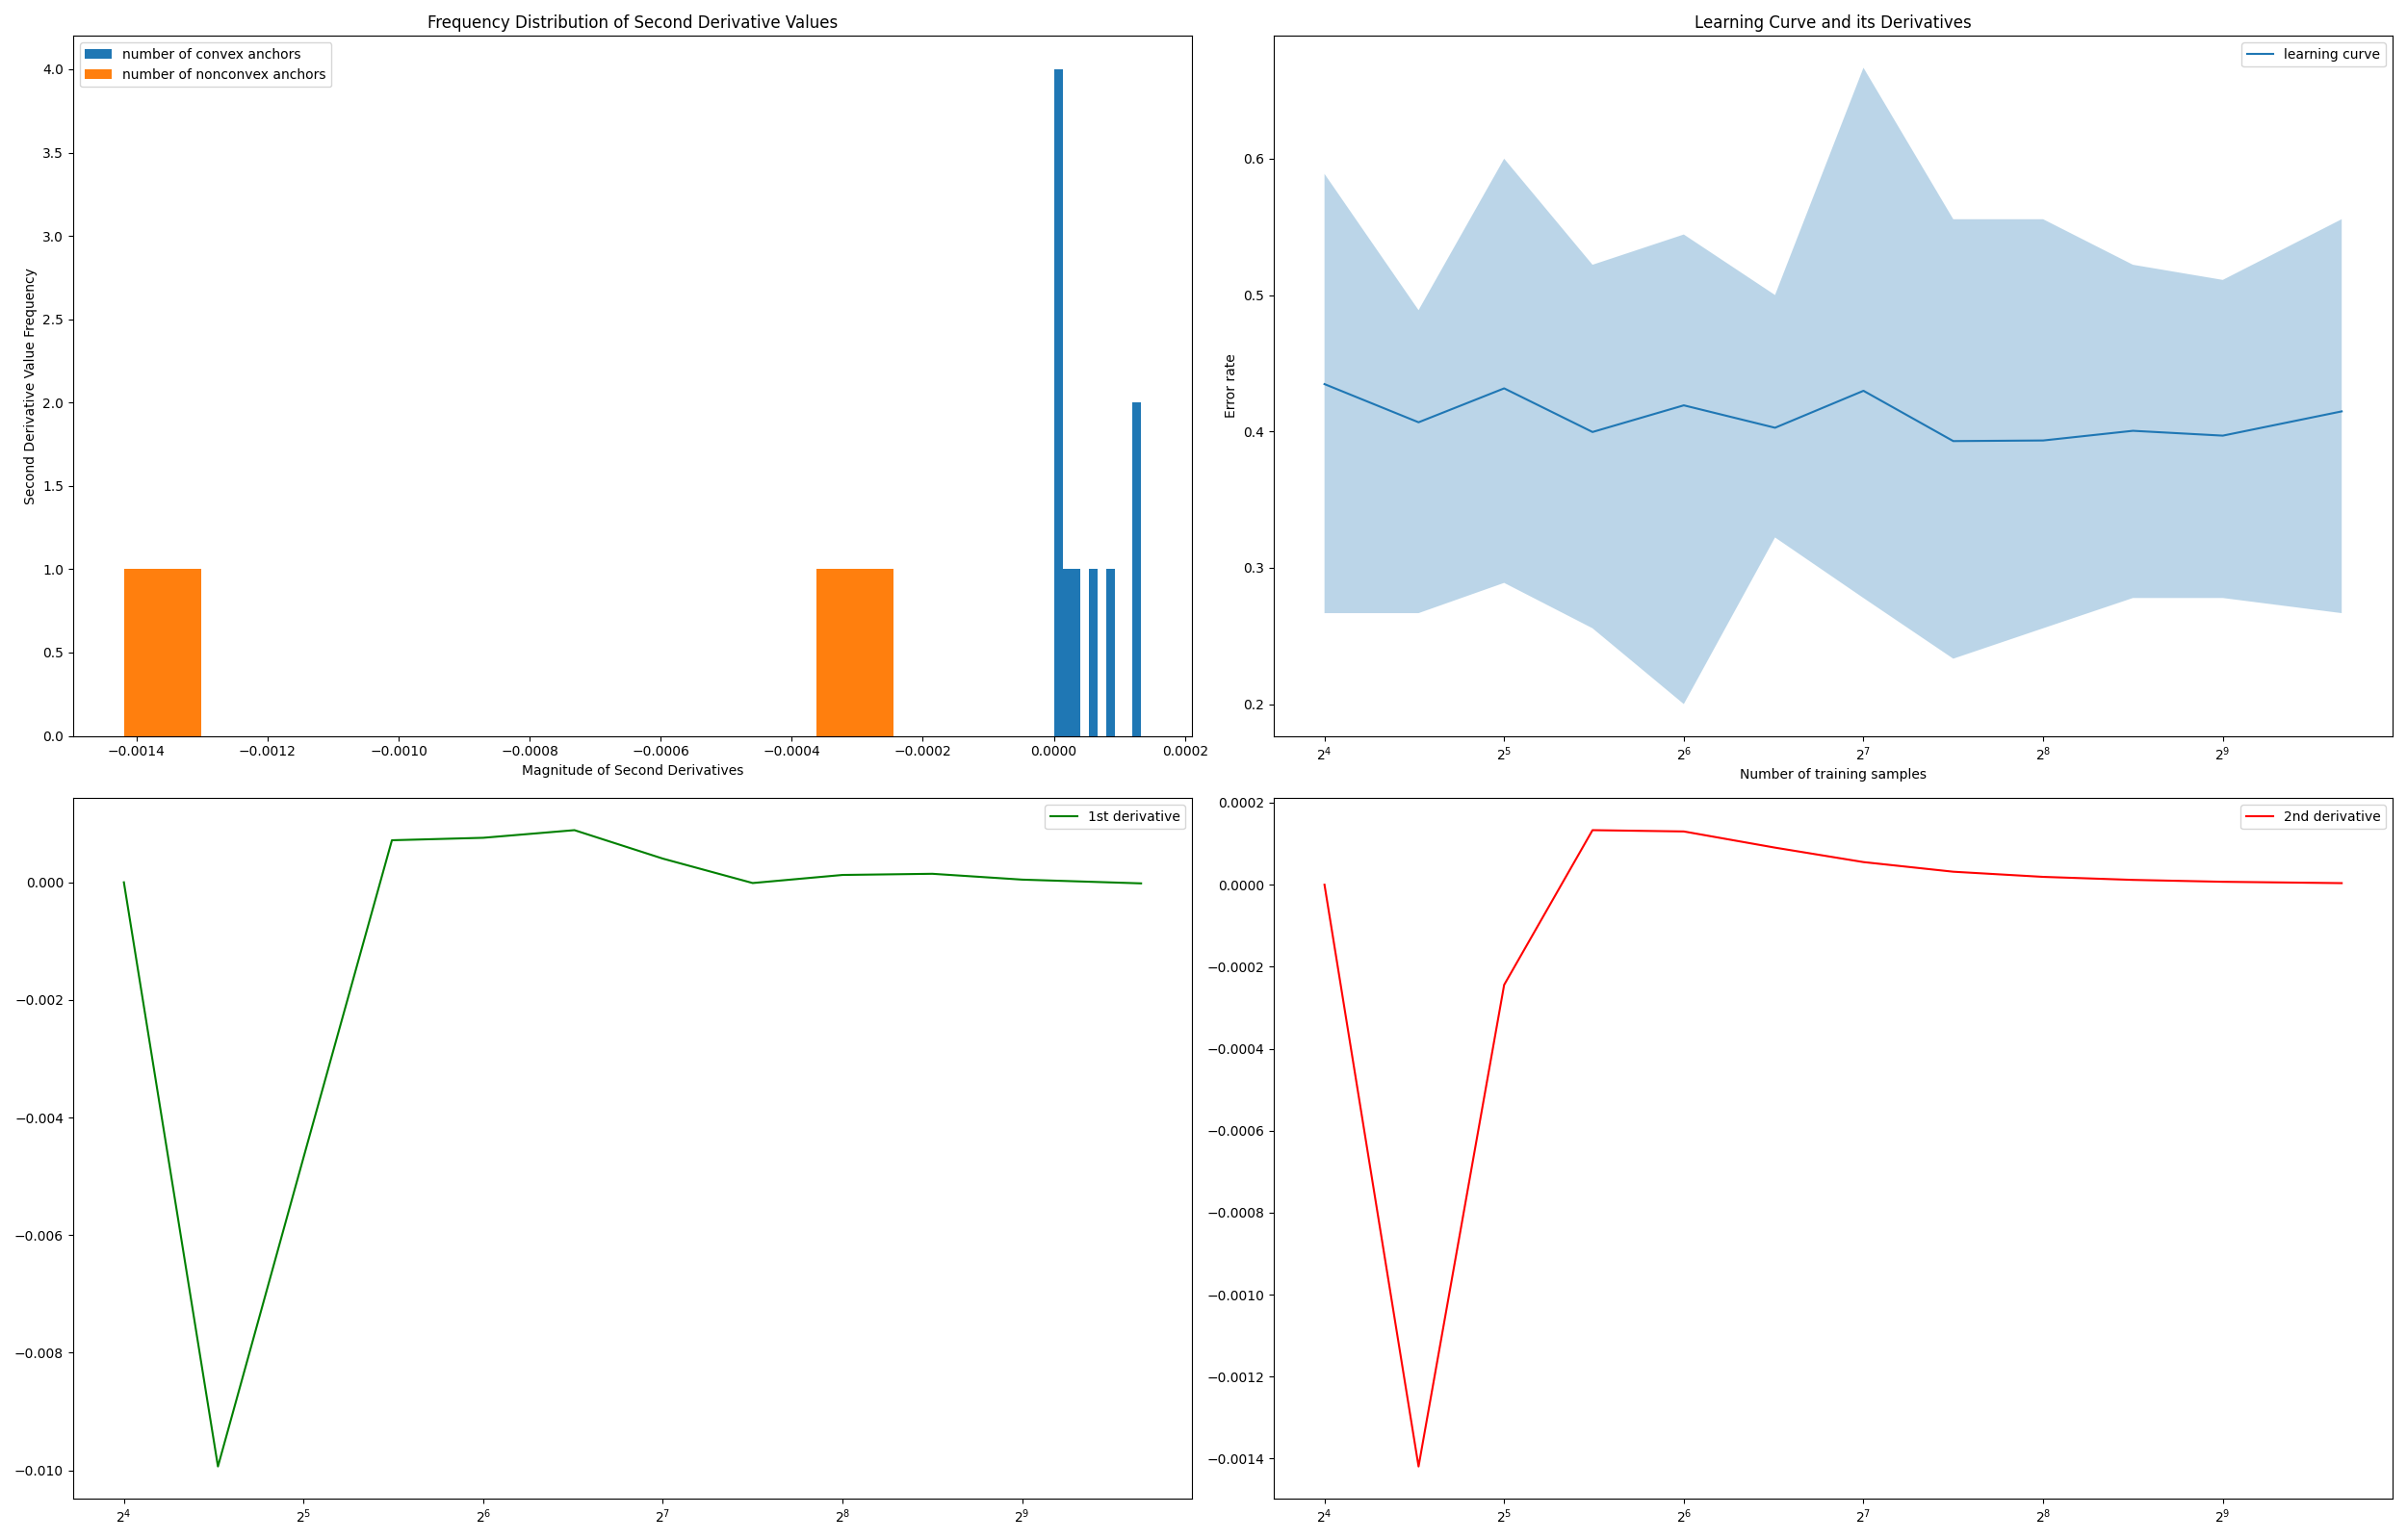 Frequency Distribution of Second Derivative Values
number of convex anchors
number of nonconvex anchors
4.0
3.5
3.0
2.5
2.0
1.5
1.0
0.5
0.0
Second Derivative Value Frequency
−0.0014 −0.0012 −0.0010 −0.0008 −0.0006 −0.0004 −0.0002 0.0000 0.0002
Magnitude of Second Derivatives
Learning Curve and its Derivatives
learning curve
0.6
0.5
0.4
0.3
0.2
Error rate
2⁴ 2⁵ 2⁶ 2⁷ 2⁸ 2⁹
Number of training samples
1st derivative
0.000
−0.002
−0.004
−0.006
−0.008
−0.010
2⁴ 2⁵ 2⁶ 2⁷ 2⁸ 2⁹
2nd derivative
0.0002
0.0000
−0.0002
−0.0004
−0.0006
−0.0008
−0.0010
−0.0012
−0.0014
2⁴ 2⁵ 2⁶ 2⁷ 2⁸ 2⁹